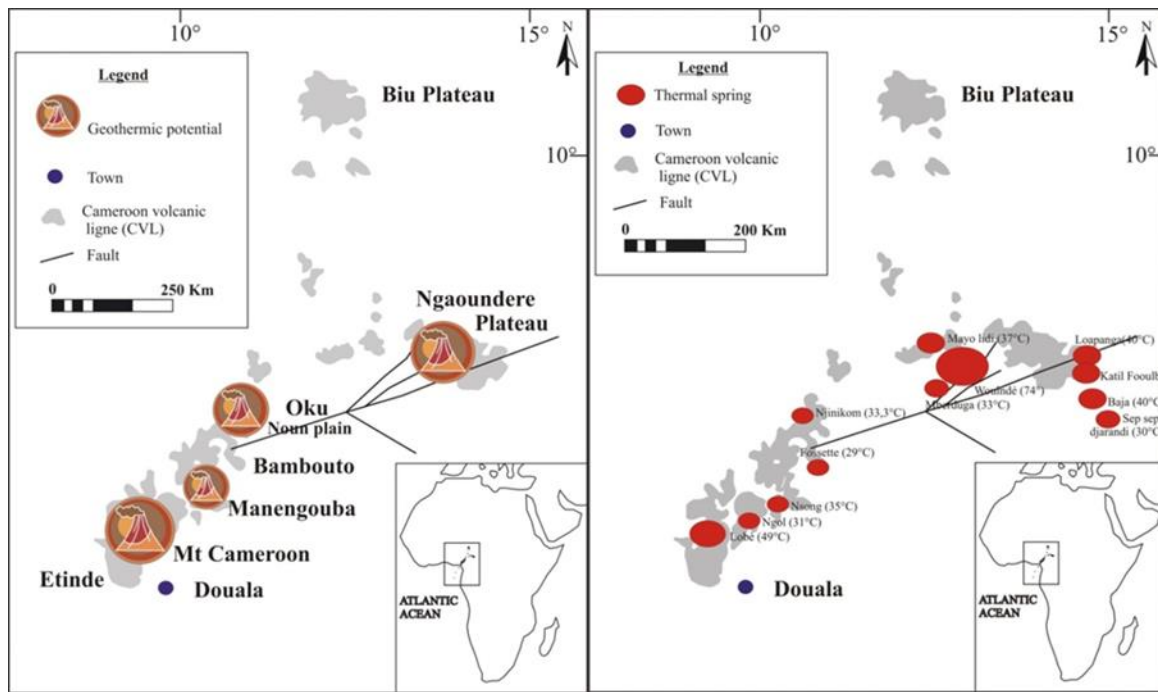 10°
15°
N
Legend
Geothermic potential
Town
Cameroon volcanic
ligne (CVL)
Fault
0 250 Km
Biu Plateau
10°
Ngaoundere
Plateau
Oku
Noun plain
Bambouto
Manengouba
Mt Cameroon
Etinde
Douala
ATLANTIC
ACEAN
10°
15°
N
Legend
Thermal spring
Town
Cameroon volcanic
ligne (CVL)
Fault
0 200 Km
Biu Plateau
10°
Mayo lidi (37°C)
Loapanga(40°C)
Katil Fooulb
Woulndé (74°)
Mberduga (33°C)
Baja (40°C
Sep sep
djarandi (30°C)
Njinikom (33,3°C)
Fossette (29°C)
Nsong (35°C)
Ngol (31°C)
Lobé (49°C)
Douala
ATLANTIC
ACEAN